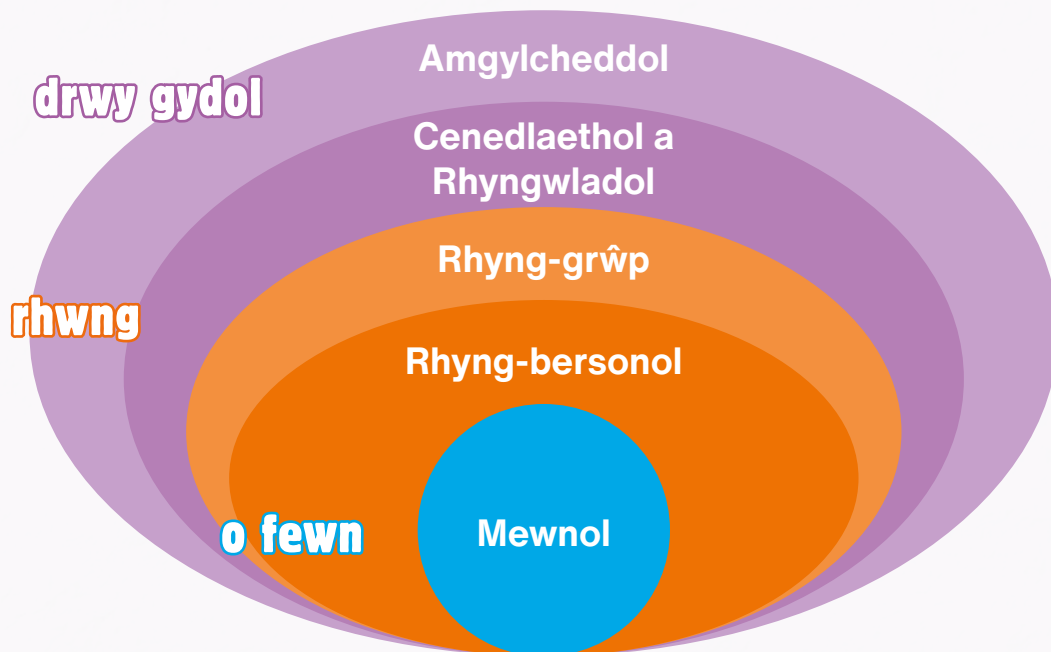 Amgylcheddol
drwy gydol
Cenedlaethol a
Rhyngwladol
Rhyng-grŵp
rhwng
Rhyng-bersonol
o fewn
Mewnol